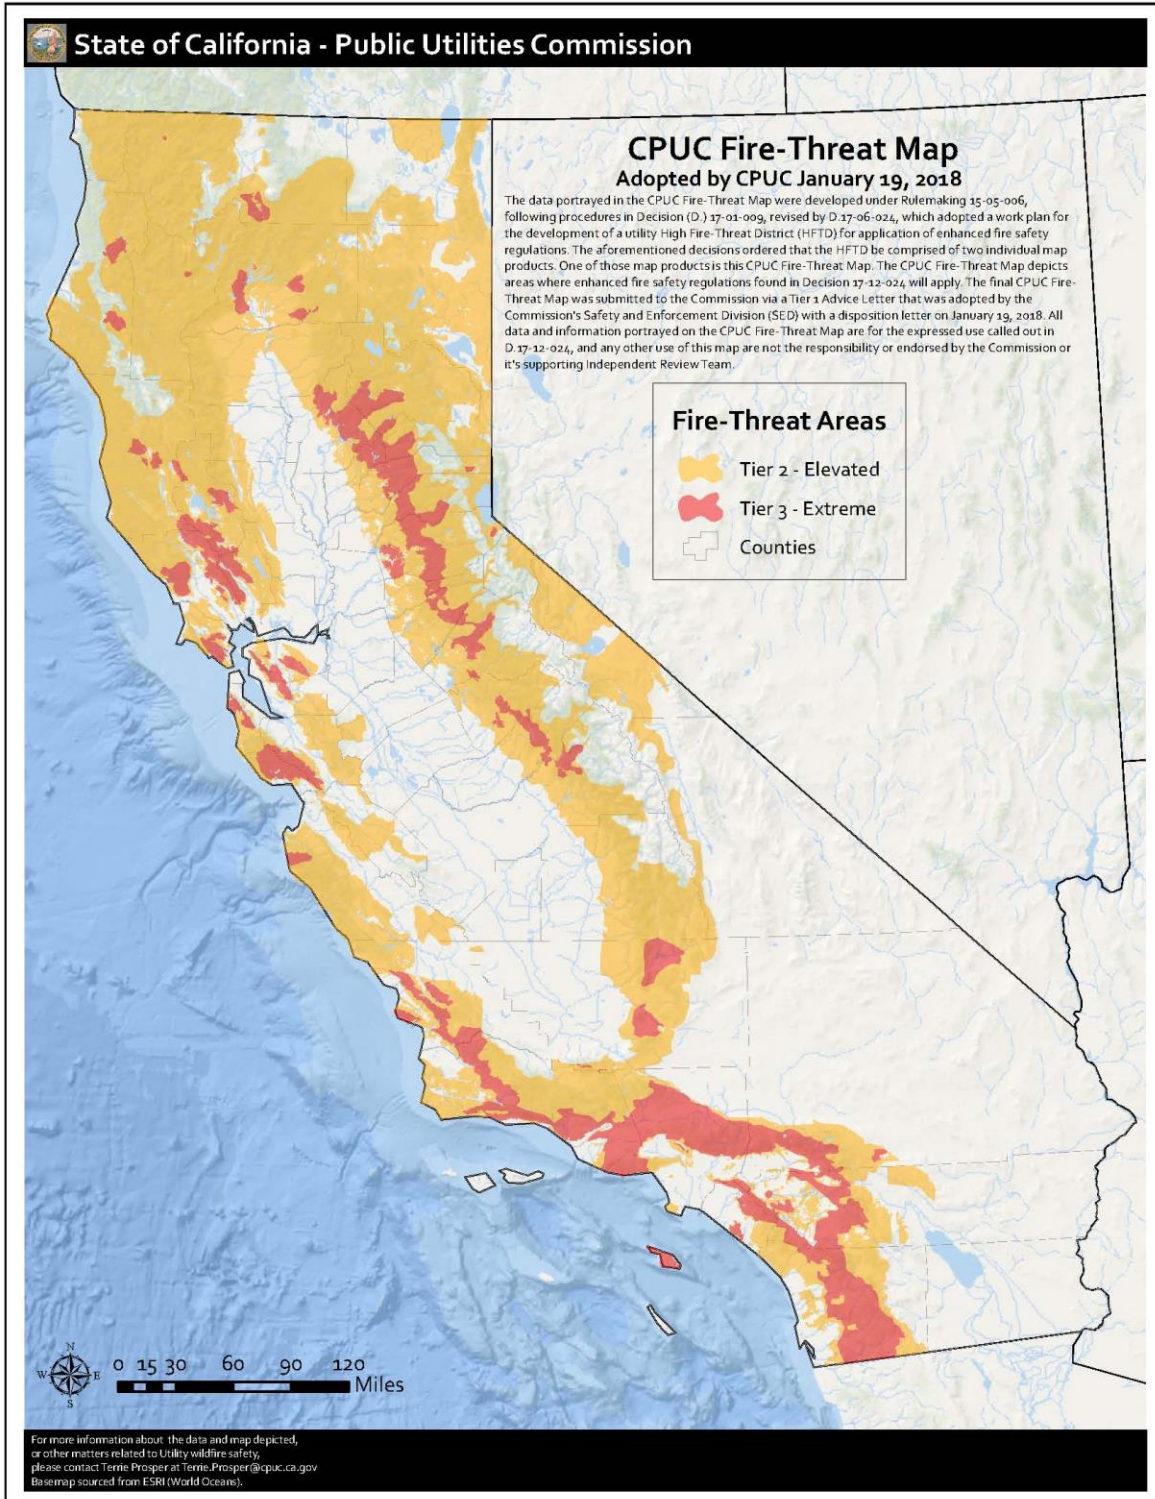 State of California - Public Utilities Commission
CPUC Fire-Threat Map
Adopted by CPUC January 19, 2018
The data portrayed in the CPUC Fire-Threat Map were developed under Rulemaking 15-05-006,
following procedures in Decision (D.) 17-01-009, revised by D.17-06-024, which adopted a work plan for
the development of a utility High Fire-Threat District (HFTD) for application of enhanced fire safety
regulations. The aforementioned decisions ordered that the HFTD be comprised of two individual map
products. One of those map products is this CPUC Fire-Threat Map. The CPUC Fire-Threat Map depicts
areas where enhanced fire safety regulations found in Decision 17-12-024 will apply. The final CPUC Fire-
Threat Map was submitted to the Commission via a Tier 1 Advice Letter that was adopted by the
Commission's Safety and Enforcement Division (SED) with a disposition letter on January 19, 2018. All
data and information portrayed on the CPUC Fire-Threat Map are for the expressed use called out in
D.17-12-024, and any other use of this map are not the responsibility or endorsed by the Commission or
it's supporting Independent Review Team.
Fire-Threat Areas
Tier 2 - Elevated
Tier 3 - Extreme
Counties
N
W E
S
0 15 30 60 90 120
Miles
For more information about the data and map depicted,
or other matters related to Utility wildfire safety,
please contact Terrie Prosper at Terrie.Prosper@cpuc.ca.gov
Basemap sourced from ESRI (World Oceans).